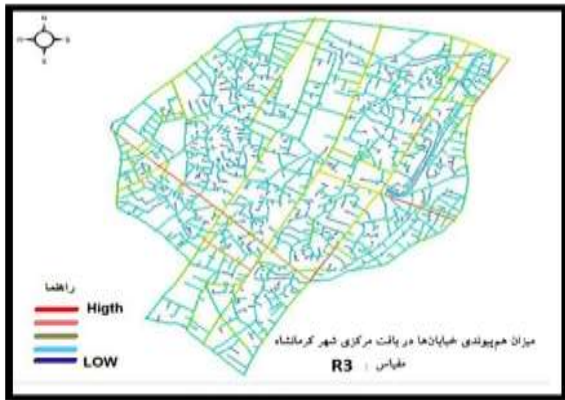 N
S
راهنما
Higth
LOW
میزان هم‌پیوندی خیابان‌ها در بافت مرکزی شهر کرمانشاه
مقیاس : R3